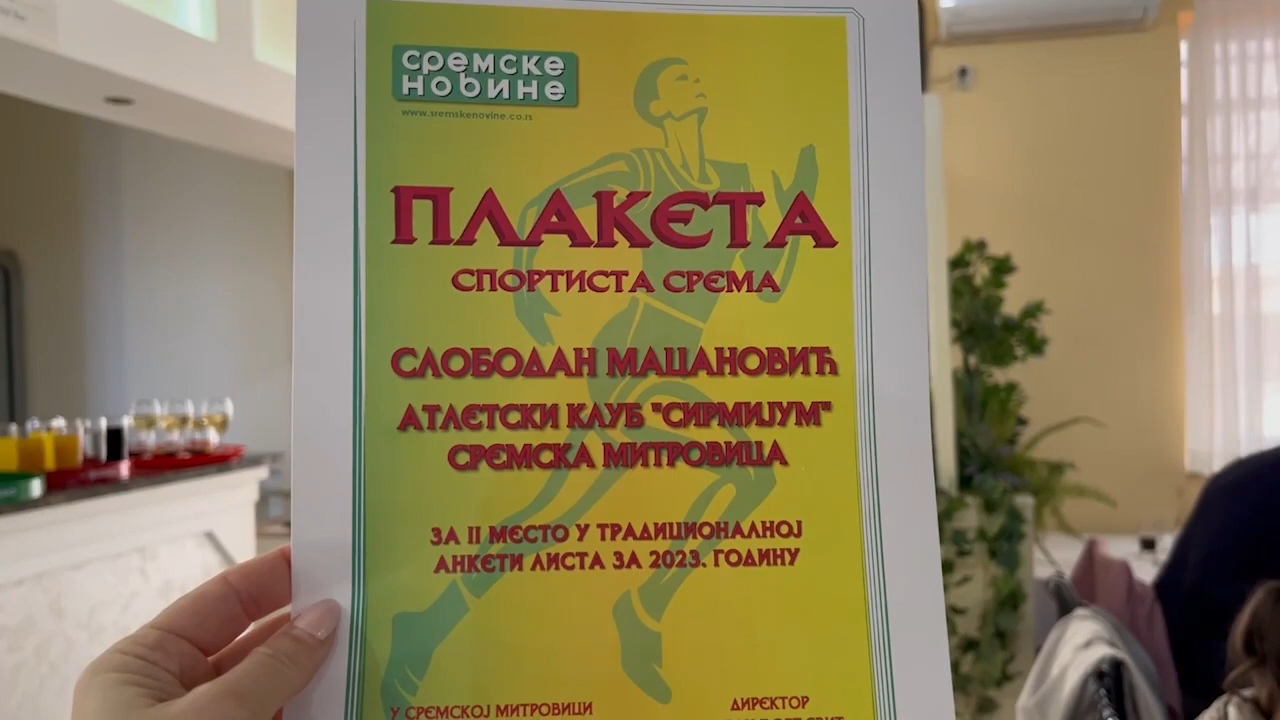 сремске
новине
www.sremskenovine.co.rs
ПЛАКЕТА
СПОРТИСТА СРЕМА
СЛОБОДАН МАЦАНОВИЋ
АТЛЕТСКИ КЛУБ "СИРМИЈУМ"
СРЕМСКА МИТРОВИЦА
ЗА II МЕСТО У ТРАДИЦИОНАЛНОЈ
АНКЕТИ ЛИСТА ЗА 2023. ГОДИНУ
У СРЕМСКОЈ МИТРОВИЦИ
ДИРЕКТОР